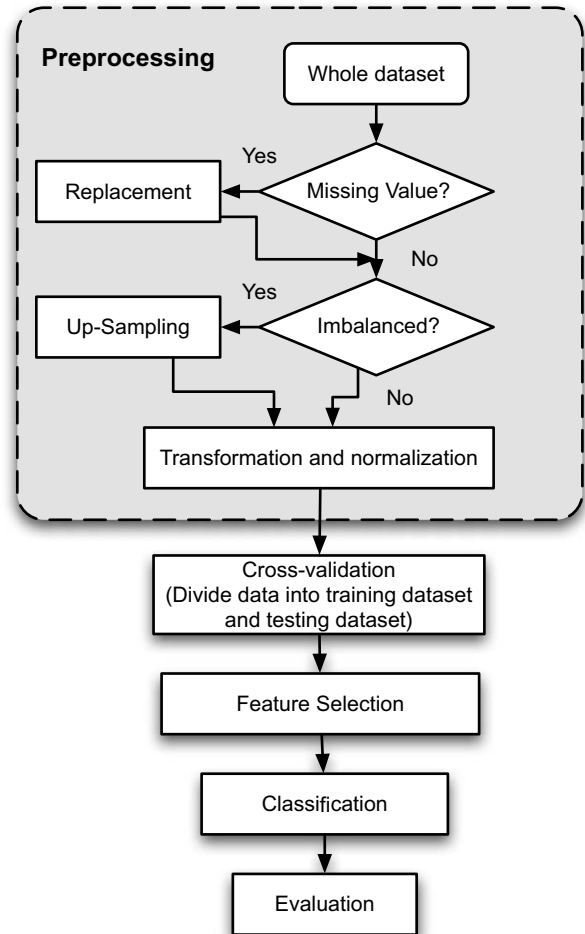 Preprocessing
Whole dataset
Yes
Missing Value?
Replacement
No
Yes
Imbalanced?
Up-Sampling
No
Transformation and normalization
Cross-validation
(Divide data into training dataset
and testing dataset)
Feature Selection
Classification
Evaluation